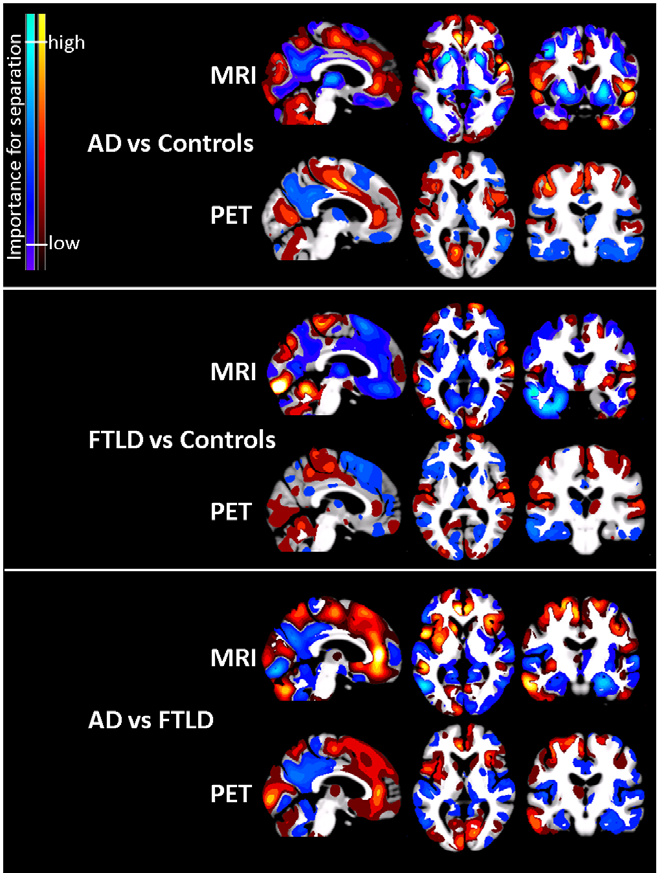 Importance for separation
high
low
MRI
AD vs Controls
PET
MRI
FTLD vs Controls
PET
MRI
AD vs FTLD
PET